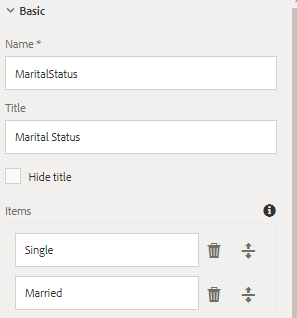 Basic
Name *
MaritalStatus
Title
Marital Status
Hide title
Items
Single
Married